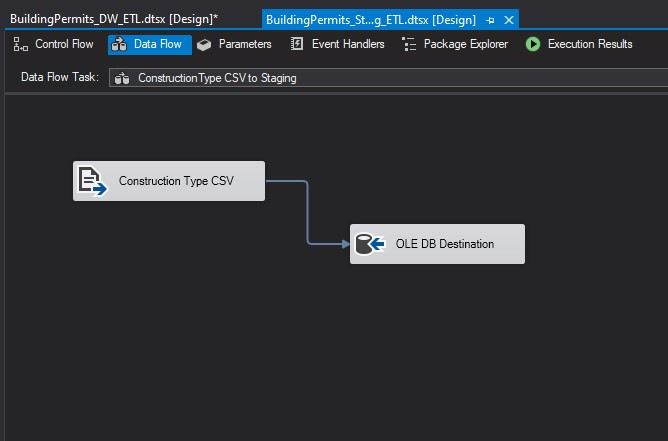 BuildingPermits_DW_ETL.dtsx [Design]* BuildingPermits_St...g_ETL.dtsx [Design]
Control Flow Data Flow Parameters Event Handlers Package Explorer Execution Results
Data Flow Task: ConstructionType CSV to Staging
Construction Type CSV
OLE DB Destination